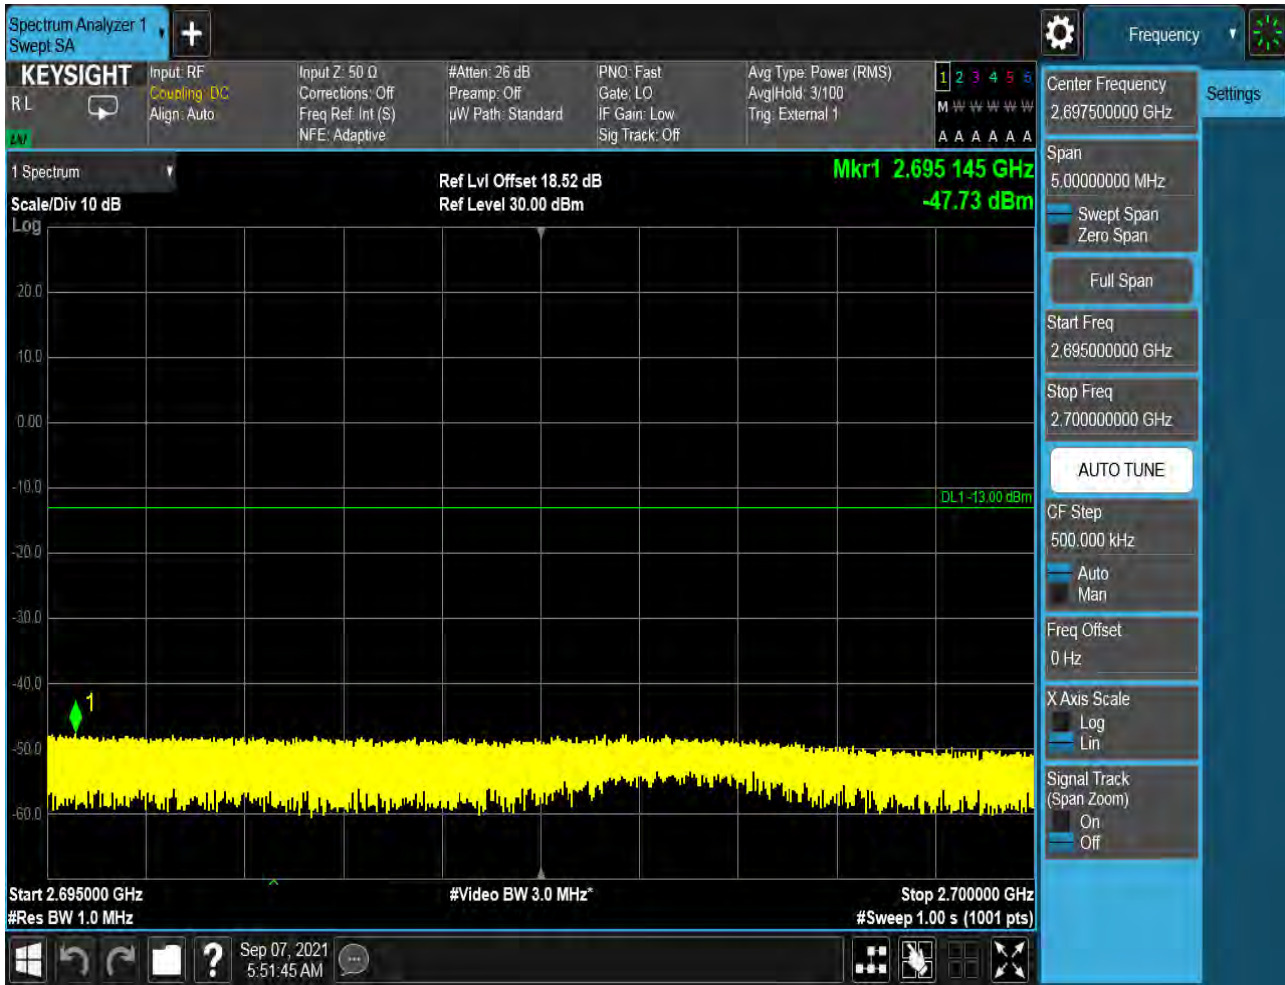 Spectrum Analyzer 1
Swept SA
Frequency
KEYSIGHT
R L
Input: RF
Coupling: DC
Align: Auto
Input Z: 50 Ω
Corrections: Off
Freq Ref: Int (S)
NFE: Adaptive
#Atten: 26 dB
Preamp: Off
µW Path: Standard
PNO: Fast
Gate: LO
IF Gain: Low
Sig Track: Off
Avg Type: Power (RMS)
Avg|Hold: 3/100
Trig: External 1
1 2 3 4 5 6
M W W W W W
A A A A A A
1 Spectrum
Scale/Div 10 dB
Log
Ref Lvl Offset 18.52 dB
Ref Level 30.00 dBm
Mkr1 2.695 145 GHz
-47.73 dBm
20.0
10.0
0.00
-10.0
DL1 -13.00 dBm
-20.0
-30.0
-40.0
1
-50.0
-60.0
Start 2.695000 GHz
#Res BW 1.0 MHz
#Video BW 3.0 MHz*
Stop 2.700000 GHz
#Sweep 1.00 s (1001 pts)
Sep 07, 2021
5:51:45 AM
Center Frequency
2.697500000 GHz
Settings
Span
5.00000000 MHz
Swept Span
Zero Span
Full Span
Start Freq
2.695000000 GHz
Stop Freq
2.700000000 GHz
AUTO TUNE
CF Step
500.000 kHz
Auto
Man
Freq Offset
0 Hz
X Axis Scale
Log
Lin
Signal Track
(Span Zoom)
On
Off